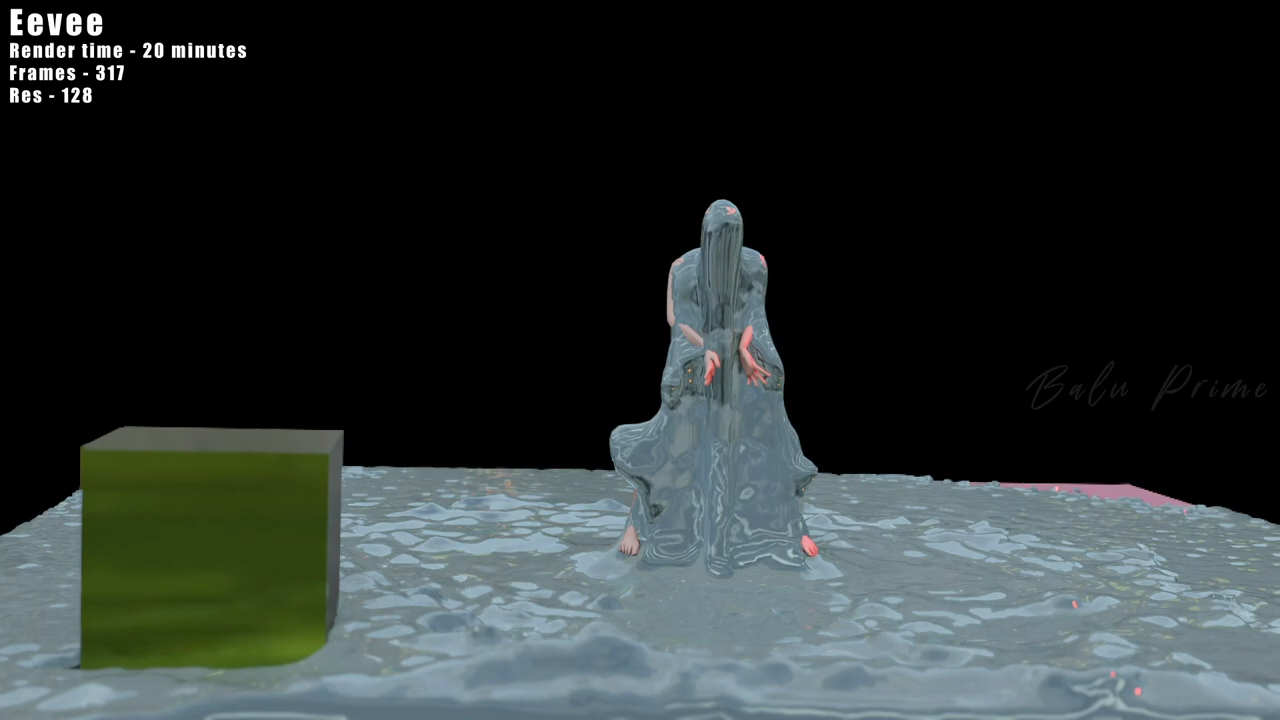 Eevee
Render time - 20 minutes
Frames - 317
Res - 128
Balu Prime